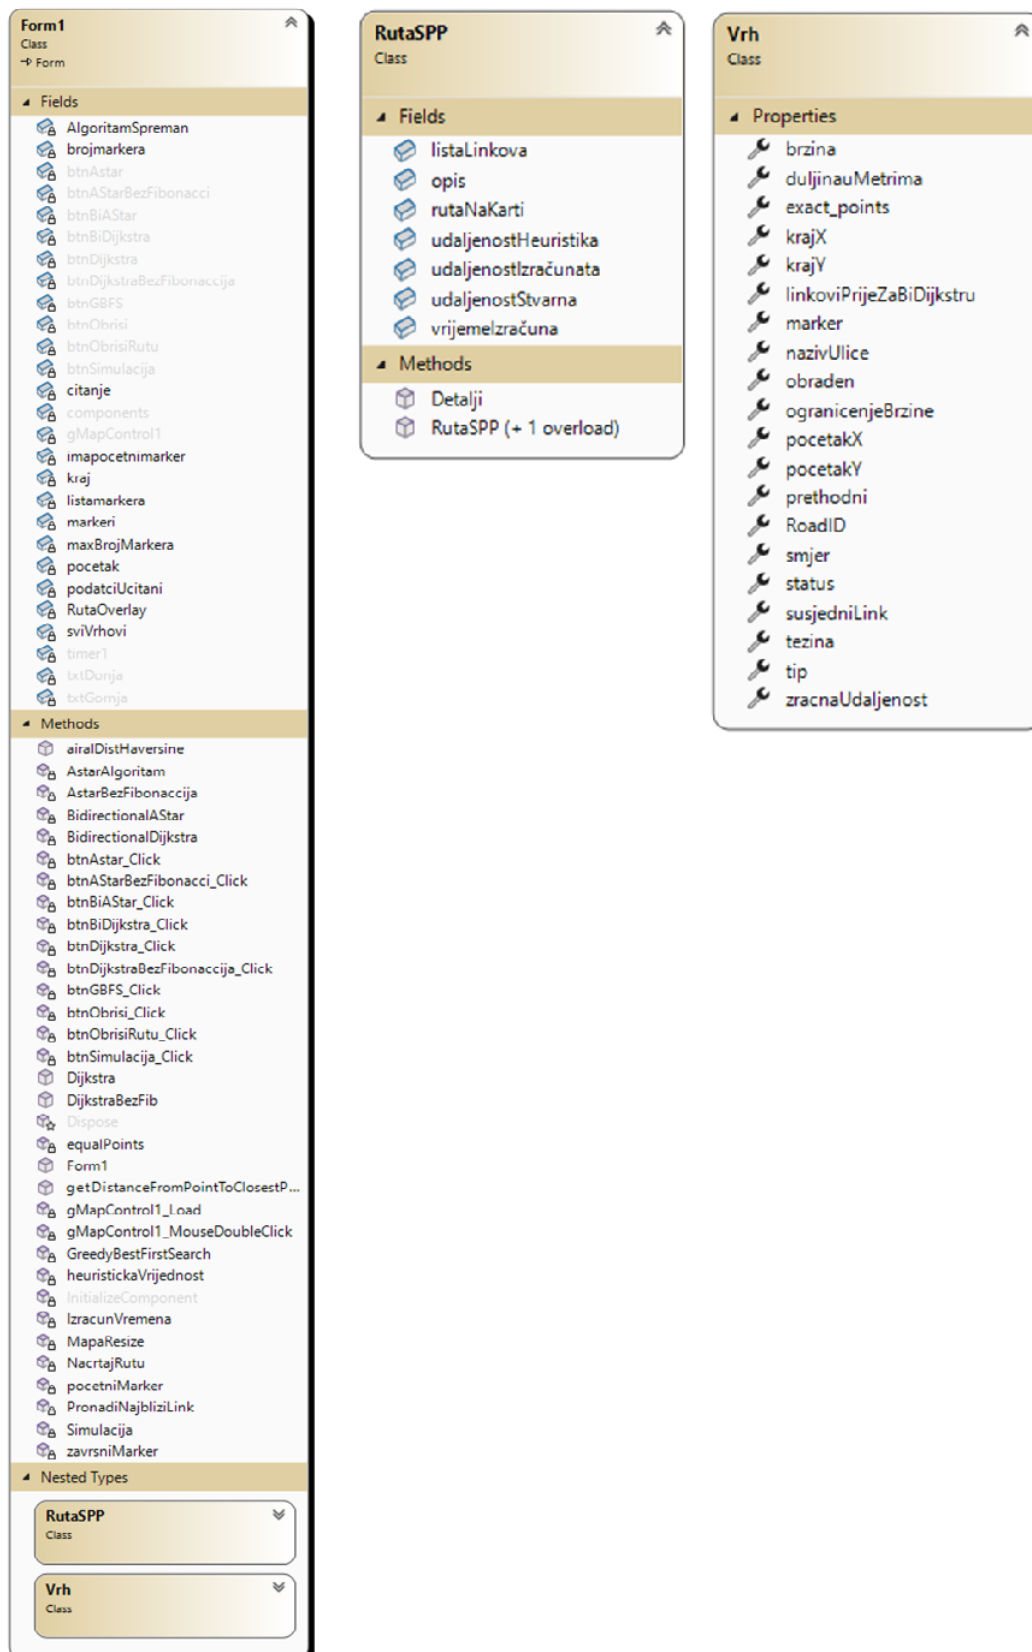 Form1
Class
→ Form
Fields
AlgoritamSpreman
brojmarkera
btnAstar
btnAStarBezFibonacci
btnBiAStar
btnBiDijkstra
btnDijkstra
btnDijkstraBezFibonaccija
btnGBFS
btnObrisi
btnObrisiRutu
btnSimulacija
citanje
components
gMapControl1
imapocetnimarker
kraj
listamarkera
markeri
maxBrojMarkera
pocetak
podatciUcitani
RutaOverlay
sviVrhovi
timer1
txtDonja
txtGornja
Methods
airalDistHaversine
AstarAlgoritam
AstarBezFibonaccija
BidirectionalAStar
BidirectionalDijkstra
btnAstar_Click
btnAStarBezFibonacci_Click
btnBiAStar_Click
btnBiDijkstra_Click
btnDijkstra_Click
btnDijkstraBezFibonaccija_Click
btnGBFS_Click
btnObrisi_Click
btnObrisiRutu_Click
btnSimulacija_Click
Dijkstra
DijkstraBezFib
Dispose
equalPoints
Form1
getDistanceFromPointToClosestP...
gMapControl1_Load
gMapControl1_MouseDoubleClick
GreedyBestFirstSearch
heuristickaVrijednost
InitializeComponent
IzracunVremena
MapaResize
NacrtajRutu
pocetniMarker
PronadiNajbliziLink
Simulacija
zavrsniMarker
Nested Types
RutaSPP
Class
Vrh
Class
RutaSPP
Class
Fields
listaLinkova
opis
rutaNaKarti
udaljenostHeuristika
udaljenostIzračunata
udaljenostStvarna
vrijemeIzračuna
Methods
Detalji
RutaSPP (+ 1 overload)
Vrh
Class
Properties
brzina
duljinauMetrima
exact_points
krajX
krajY
linkoviPrijeZaBiDijkstru
marker
nazivUlice
obraden
ogranicenjeBrzine
pocetakX
pocetakY
prethodni
RoadID
smjer
status
susjedniLink
tezina
tip
zracnaUdaljenost